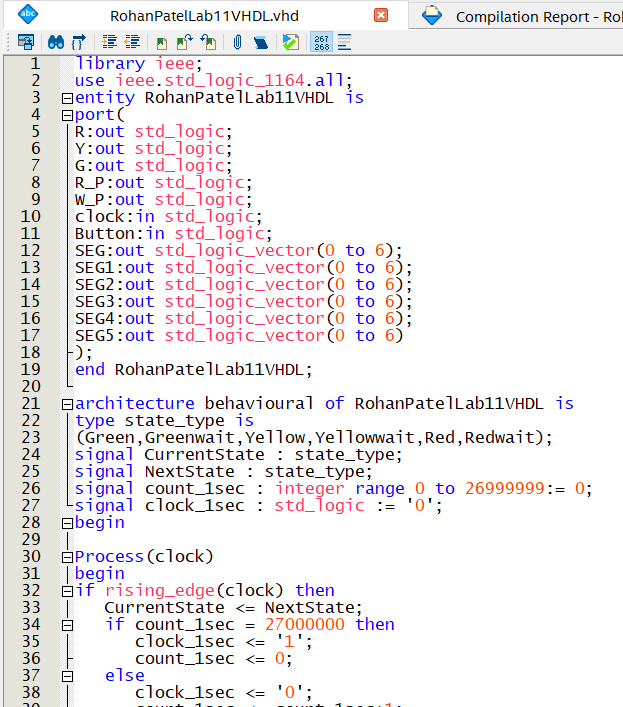 abc
RohanPatelLab11VHDL.vhd
Compilation Report - Ro
267
268
1 library ieee;
2 use ieee.std_logic_1164.all;
3 entity RohanPatelLab11VHDL is
4 port(
5 R:out std_logic;
6 Y:out std_logic;
7 G:out std_logic;
8 R_P:out std_logic;
9 W_P:out std_logic;
10 clock:in std_logic;
11 Button:in std_logic;
12 SEG:out std_logic_vector(0 to 6);
13 SEG1:out std_logic_vector(0 to 6);
14 SEG2:out std_logic_vector(0 to 6);
15 SEG3:out std_logic_vector(0 to 6);
16 SEG4:out std_logic_vector(0 to 6);
17 SEG5:out std_logic_vector(0 to 6)
18 );
19 end RohanPatelLab11VHDL;
20
21 architecture behavioural of RohanPatelLab11VHDL is
22 type state_type is
23 (Green,Greenwait,Yellow,Yellowwait,Red,Redwait);
24 signal CurrentState : state_type;
25 signal NextState : state_type;
26 signal count_1sec : integer range 0 to 26999999:= 0;
27 signal clock_1sec : std_logic := '0';
28 begin
29
30 Process(clock)
31 begin
32 if rising_edge(clock) then
33 CurrentState <= NextState;
34 if count_1sec = 27000000 then
35 clock_1sec <= '1';
36 count_1sec <= 0;
37 else
38 clock_1sec <= '0';